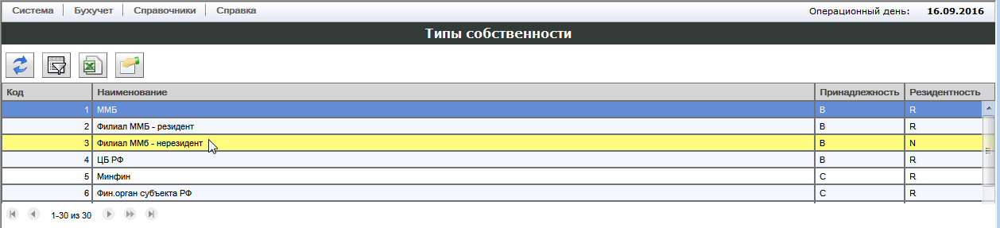 Система Бухучет Справочники Справка Операционный день: 16.09.2016
Типы собственности
Код Наименование Принадлежность Резидентность
1 ММБ B R
2 Филиал ММБ - резидент B R
3 Филиал ММб - нерезидент B N
4 ЦБ РФ B R
5 Минфин C R
6 Фин.орган субъекта РФ C R
1-30 из 30